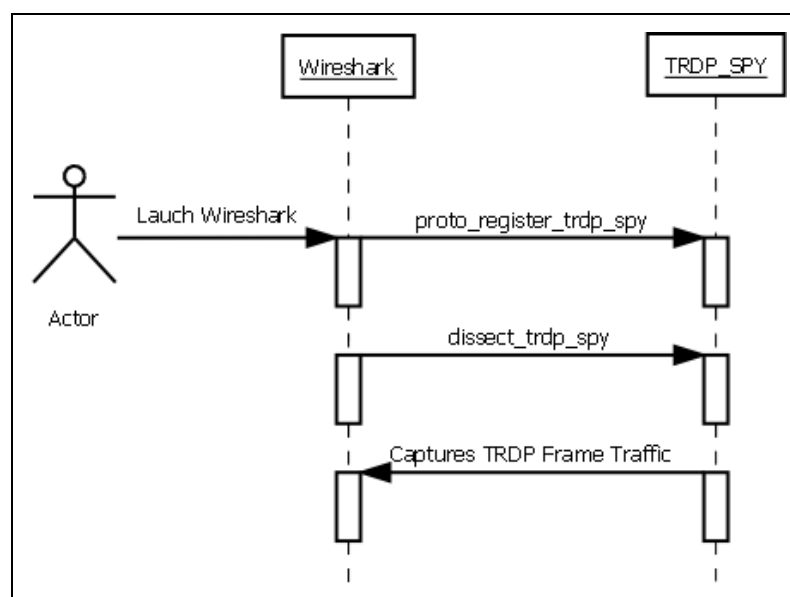 Wireshark
TRDP_SPY
Lauch Wireshark
proto_register_trdp_spy
Actor
dissect_trdp_spy
Captures TRDP Frame Traffic